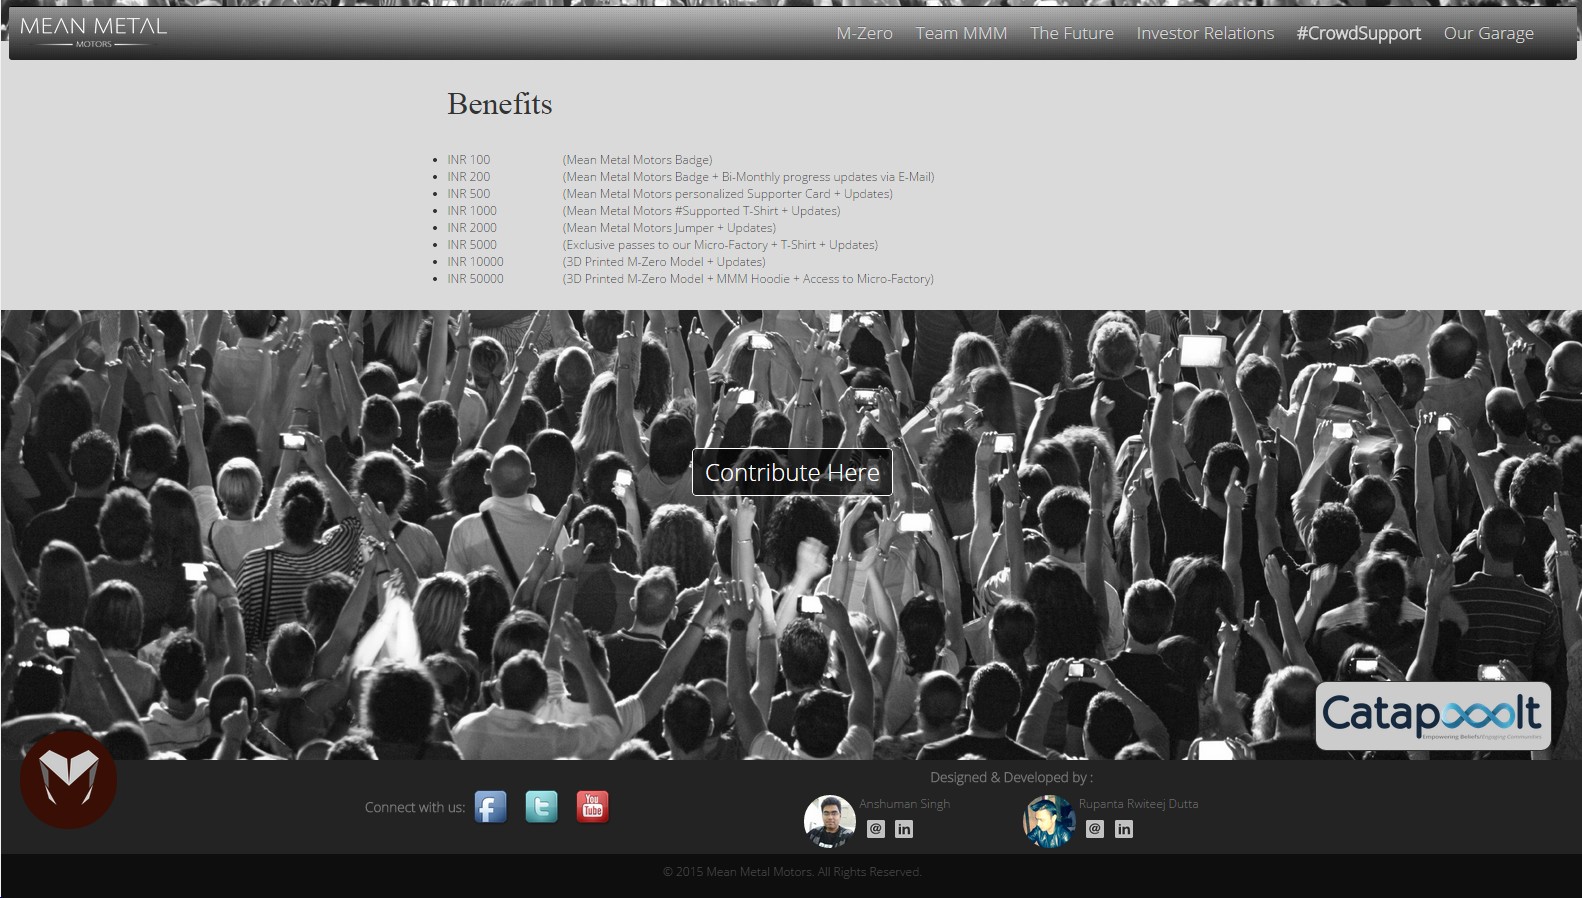 MEAN METAL
MOTORS
M-Zero Team MMM The Future Investor Relations #CrowdSupport Our Garage
Benefits
INR 100 (Mean Metal Motors Badge)
INR 200 (Mean Metal Motors Badge + Bi-Monthly progress updates via E-Mail)
INR 500 (Mean Metal Motors personalized Supporter Card + Updates)
INR 1000 (Mean Metal Motors #Supported T-Shirt + Updates)
INR 2000 (Mean Metal Motors Jumper + Updates)
INR 5000 (Exclusive passes to our Micro-Factory + T-Shirt + Updates)
INR 10000 (3D Printed M-Zero Model + Updates)
INR 50000 (3D Printed M-Zero Model + MMM Hoodie + Access to Micro-Factory)
Contribute Here
Catapooolt
Empowering Beliefs/Engaging Communities
Designed & Developed by :
Connect with us: f t You Tube
Anshuman Singh Rupanta Rwiteej Dutta
@ in @ in
© 2015 Mean Metal Motors. All Rights Reserved.